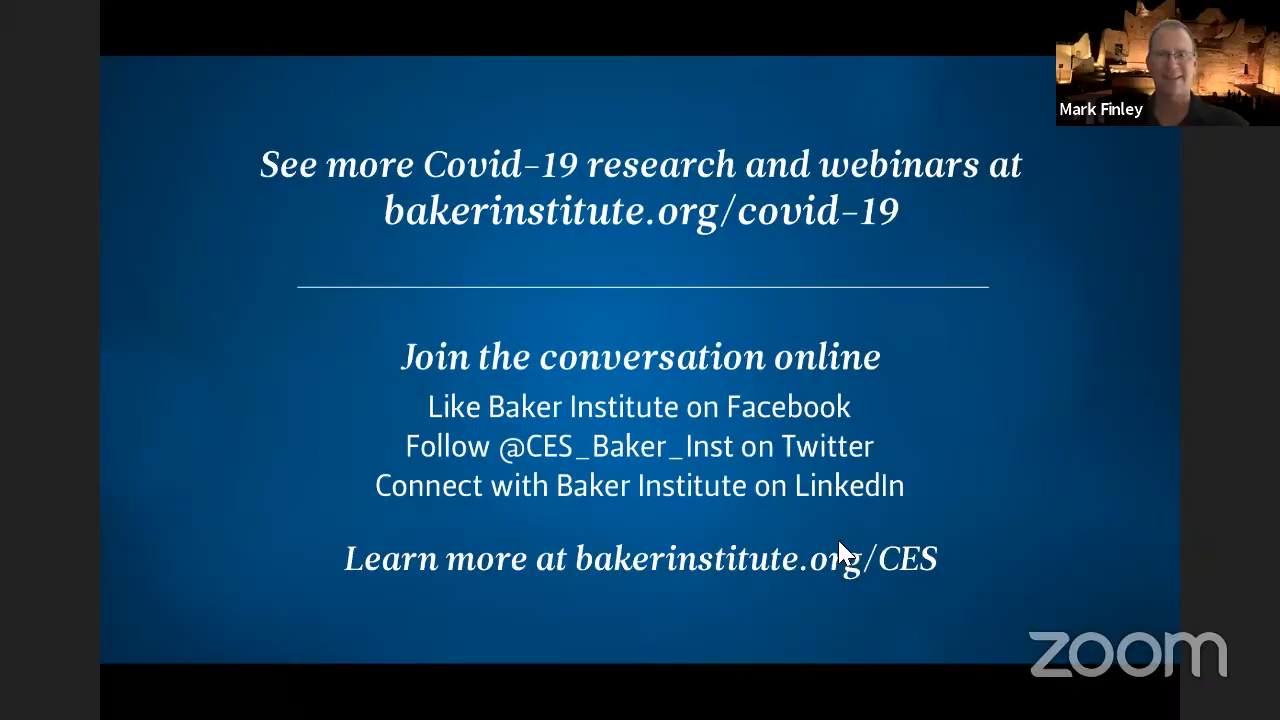 Mark Finley
See more Covid-19 research and webinars at
bakerinstitute.org/covid-19
Join the conversation online
Like Baker Institute on Facebook
Follow @CES_Baker_Inst on Twitter
Connect with Baker Institute on LinkedIn
Learn more at bakerinstitute.org/CES
zoom